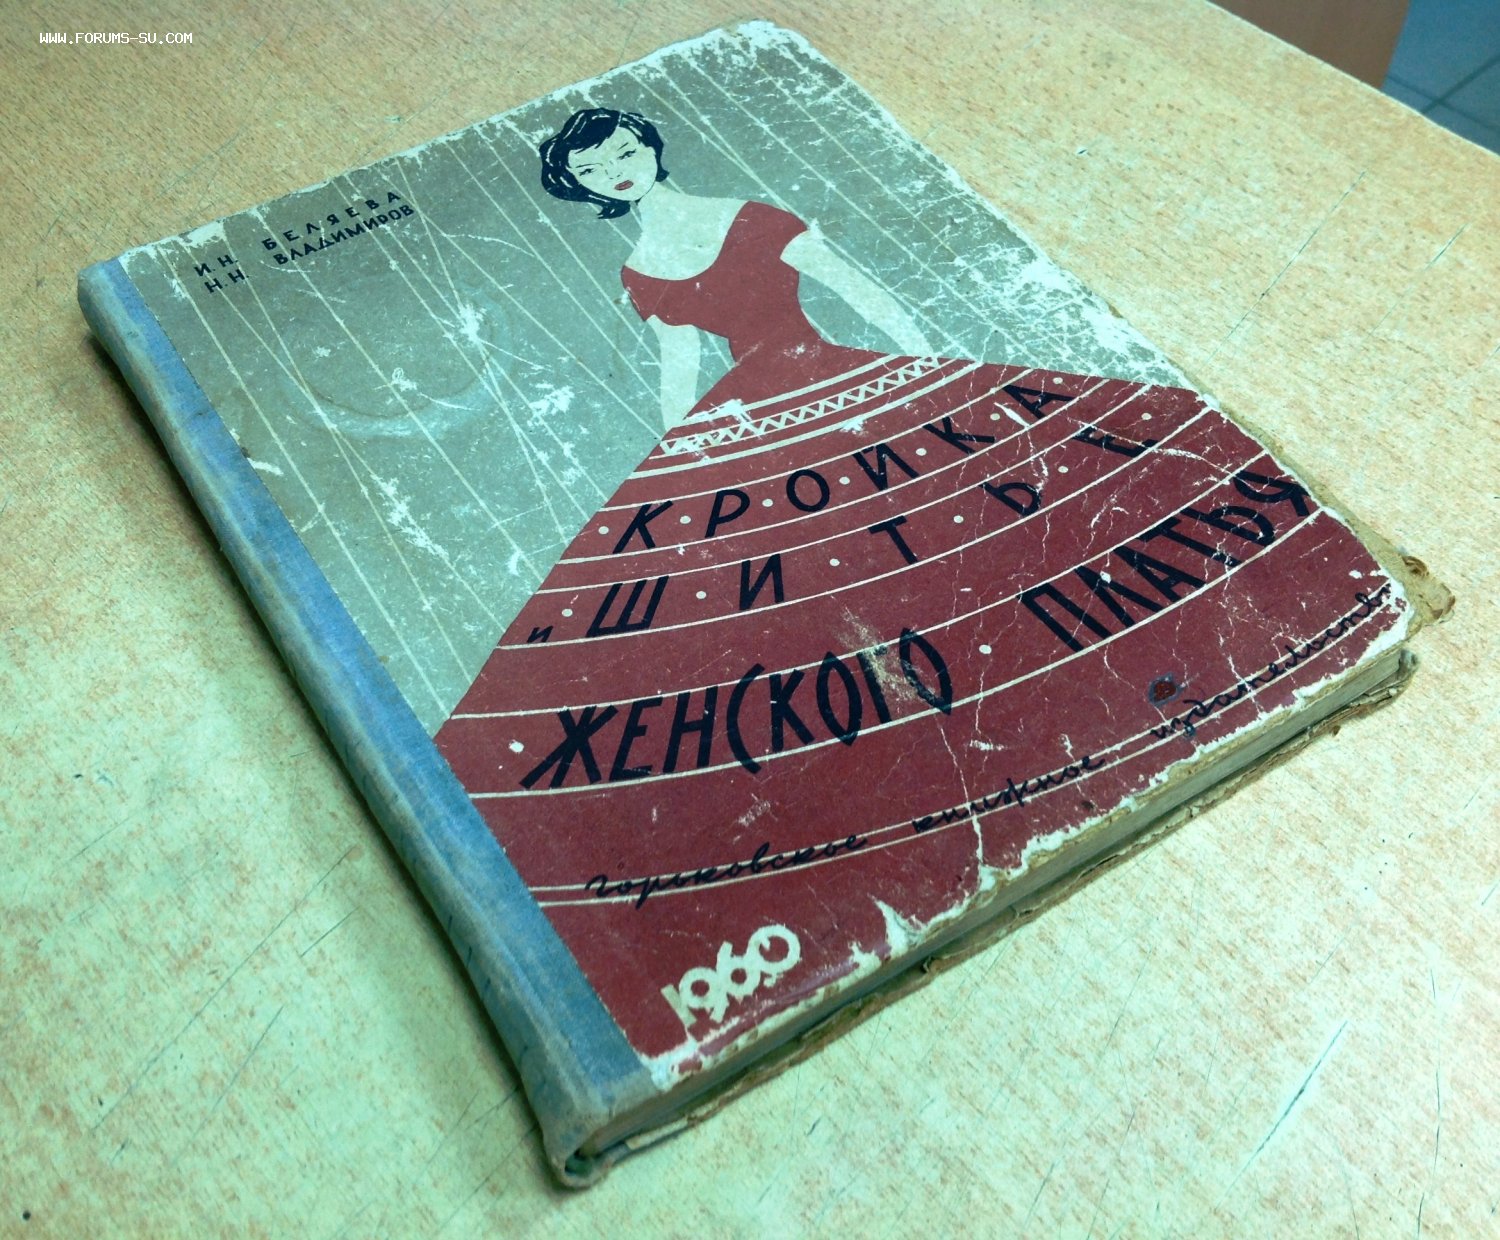 www.forums-su.com
И. Н. БЕЛЯЕВА
Н. Н. ВЛАДИМИРОВ
КРОЙКА
и ШИТЬЕ
ЖЕНСКОГО ПЛАТЬЯ
горьковское книжное издательство
1960